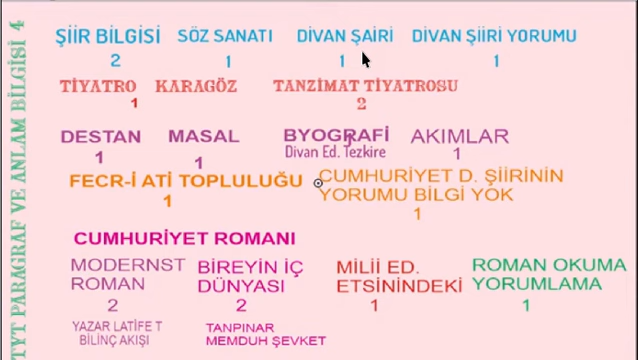 ŞİİR BİLGİSİ SÖZ SANATI DİVAN ŞAİRİ DİVAN ŞİİRİ YORUMU
2 1 1 1
TİYATRO KARAGÖZ TANZİMAT TİYATROSU
1 2
DESTAN MASAL BYOGRAFİ AKIMLAR
Divan Ed. Tezkire
1 1 1
FECR-İ ATİ TOPLULUĞU CUMHURİYET D. ŞİİRİNİN
YORUMU BİLGİ YOK
1 1
CUMHURİYET ROMANI
MODERNST BİREYİN İÇ MİLİİ ED. ROMAN OKUMA
ROMAN DÜNYASI ETSİNİNDEKİ YORUMLAMA
2 2 1 1
YAZAR LATİFE T TANPINAR
BİLİNÇ AKIŞI MEMDUH ŞEVKET
TYT PARAGRAF VE ANLAM BİLGİSİ 4